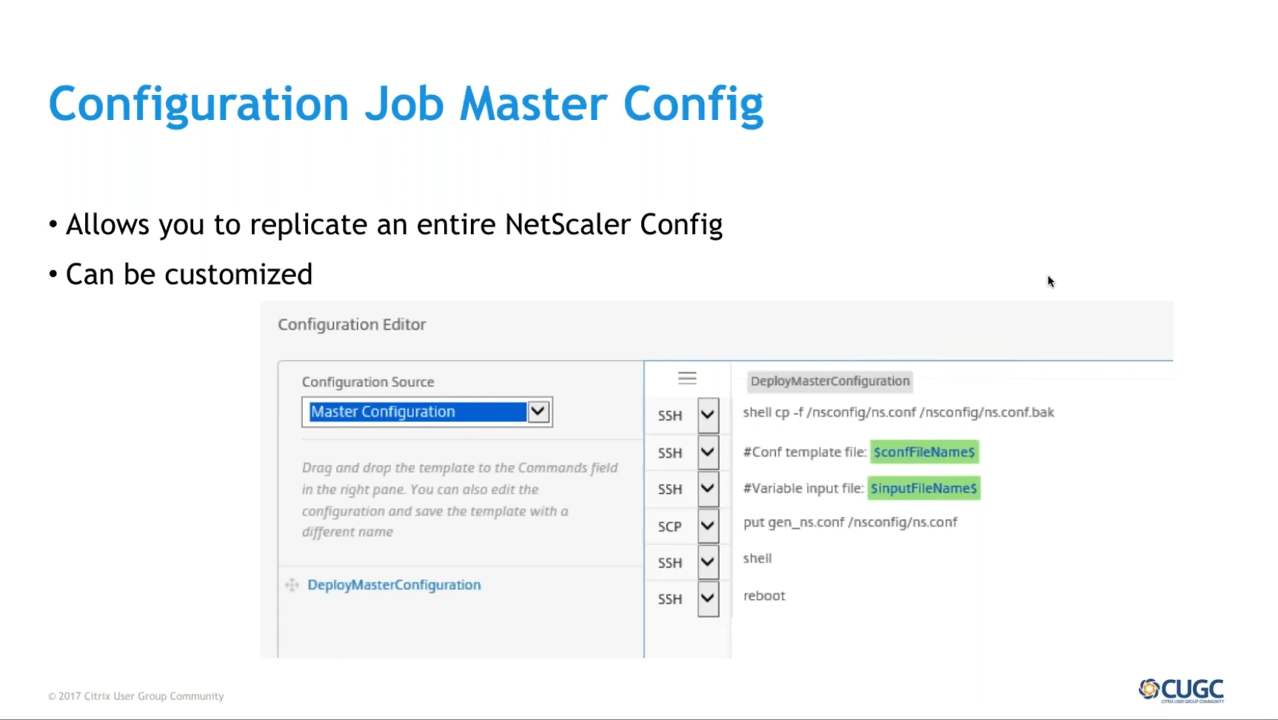 Configuration Job Master Config
• Allows you to replicate an entire NetScaler Config
• Can be customized
Configuration Editor
Configuration Source
Master Configuration
Drag and drop the template to the Commands field
in the right pane. You can also edit the
configuration and save the template with a
different name
DeployMasterConfiguration
DeployMasterConfiguration
SSH shell cp -f /nsconfig/ns.conf /nsconfig/ns.conf.bak
SSH #Conf template file: $confFileName$
SSH #Variable input file: $inputFileName$
SCP put gen_ns.conf /nsconfig/ns.conf
SSH shell
SSH reboot
© 2017 Citrix User Group Community
CUGC
CITRIX USER GROUP COMMUNITY